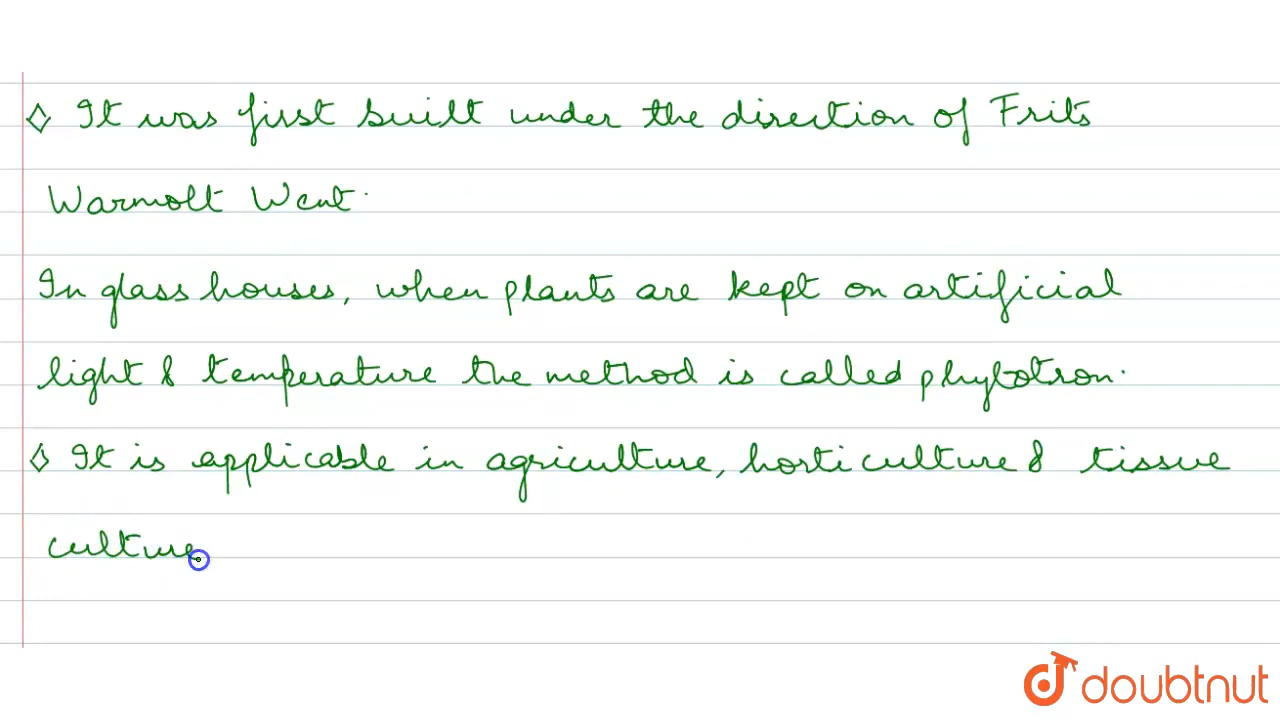 ◇ It was first built under the direction of Frits
Warmolt Went.
In glass houses, when plants are kept on artificial
light & temperature the method is called phytotron.
◇ It is applicable in agriculture, horticulture & tissue
culture
doubtnut